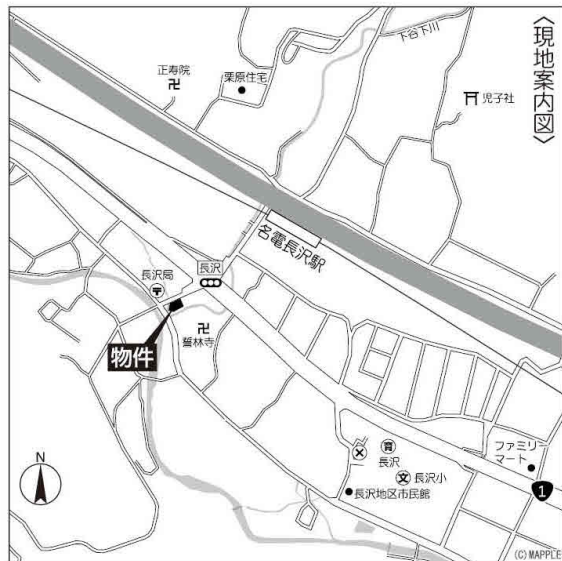 〈現地案内図〉
下谷下川
正寿院
栗原住宅
児子社
名電長沢駅
長沢局
長沢
誓林寺
物件
育
長沢
文 長沢小
長沢地区市民館
ファミリー
マート
1
N
(C) MAPPLE